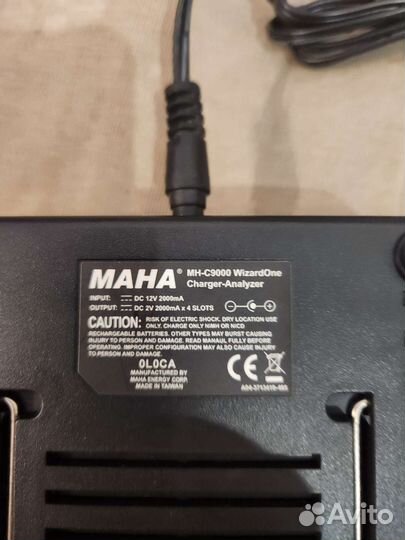 MAHA® MH-C9000 WizardOne
Charger-Analyzer
INPUT: DC 12V 2000mA
OUTPUT: DC 2V 2000mA x 4 SLOTS
CAUTION: RISK OF ELECTRIC SHOCK. DRY LOCATION USE
ONLY. CHARGE ONLY NIMH OR NICD
RECHARGEABLE BATTERIES. OTHER TYPES MAY BURST CAUSING
INJURY TO PERSON AND DAMAGE. READ MANUAL BEFORE
OPERATING. IMPROPER CONFIGURATION MAY ALSO CAUSE DAMAGE
OR INJURY TO PERSON.
0L0CA
MANUFACTURED BY
MAHA ENERGY CORP.
MADE IN TAIWAN
CE
Avito